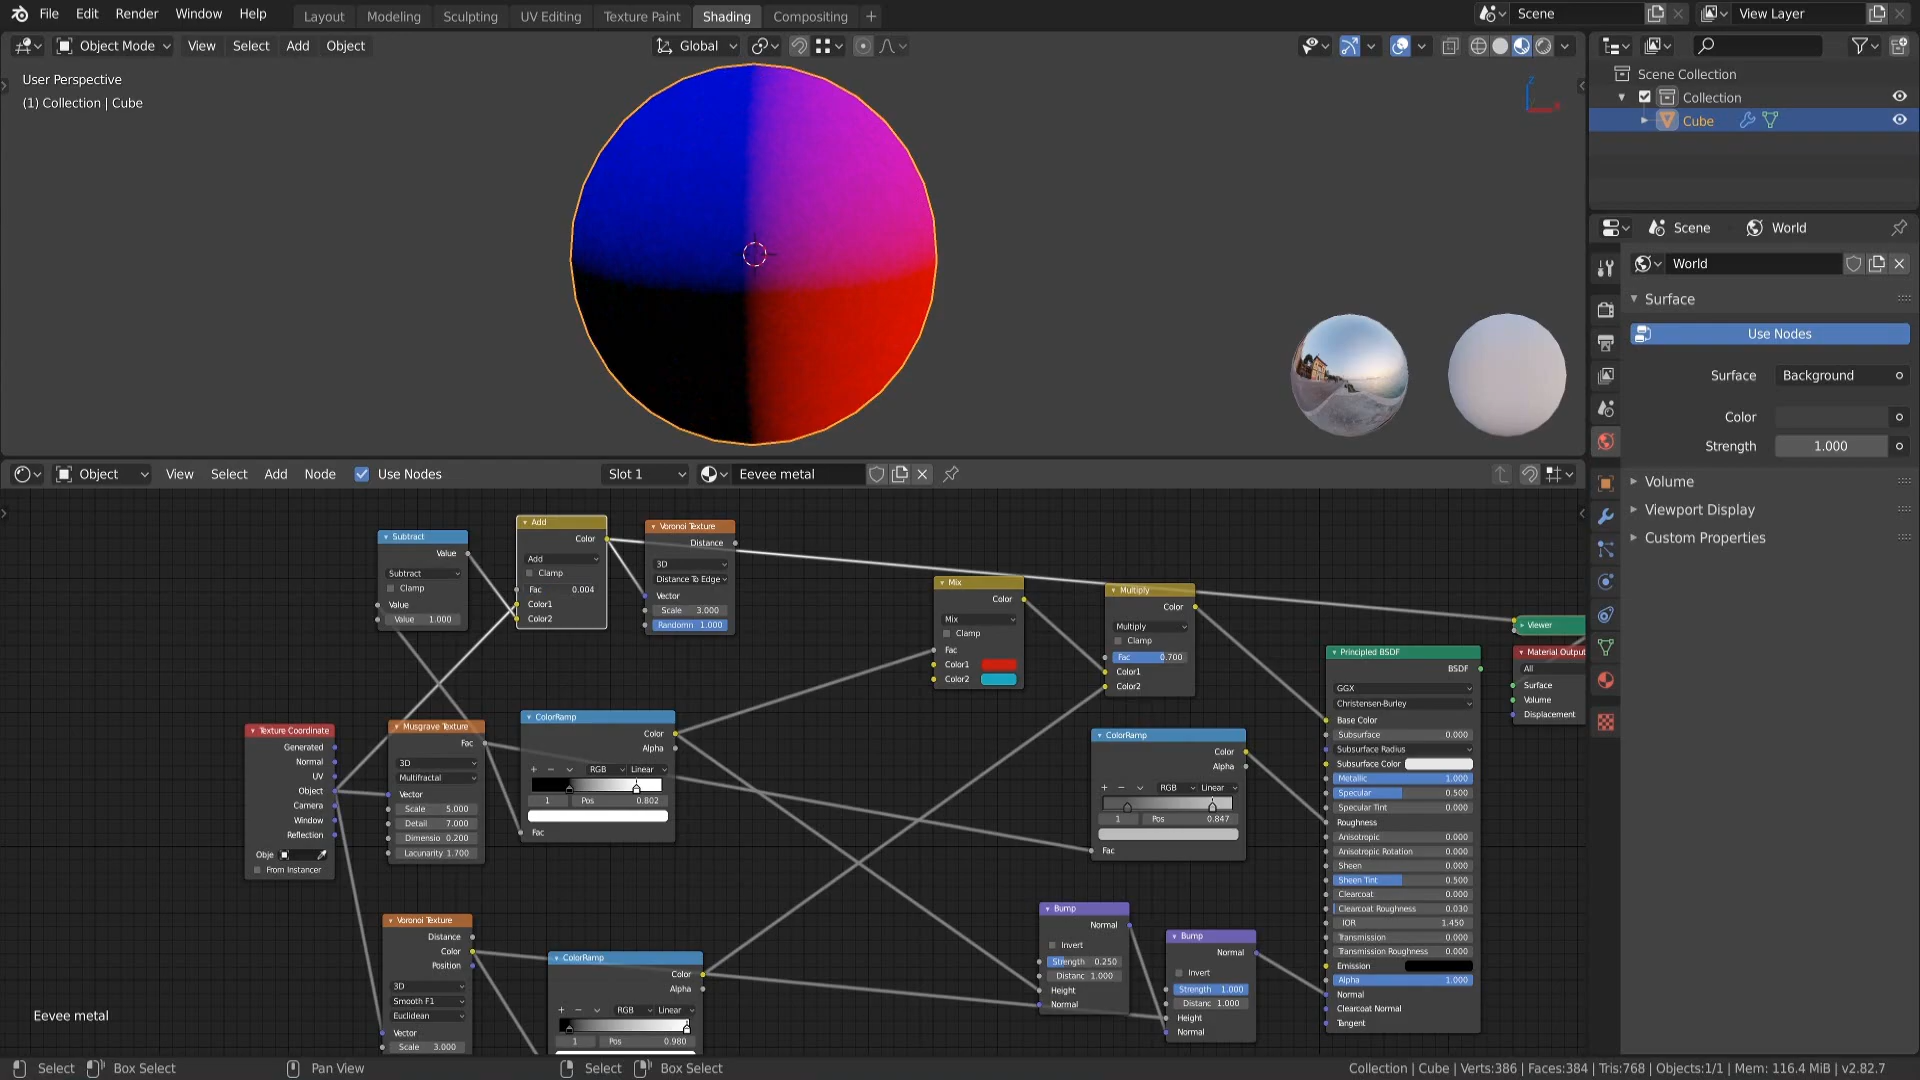 File Edit Render Window Help Layout Modeling Sculpting UV Editing Texture Paint Shading Compositing + Scene View Layer
Object Mode View Select Add Object Global
User Perspective
(1) Collection | Cube
Z
X
Scene Collection
Collection
Cube
Scene World
World
Surface
Use Nodes
Surface Background
Color
Strength 1.000
Volume
Viewport Display
Custom Properties
Object View Select Add Node Use Nodes Slot 1 Eevee metal
Subtract
Value
Subtract
Clamp
Value
Value 1.000
Add
Color
Add
Clamp
Fac 0.004
Color1
Color2
Voronoi Texture
Distance
3D
Distance To Edge
Vector
Scale 3.000
Randomn 1.000
Mix
Color
Mix
Clamp
Fac
Color1
Color2
Multiply
Color
Multiply
Clamp
Fac 0.700
Color1
Color2
Viewer
Material Output
All
Surface
Volume
Displacement
Principled BSDF
BSDF
GGX
Christensen-Burley
Base Color
Subsurface 0.000
Subsurface Radius
Subsurface Color
Metallic 1.000
Specular 0.500
Specular Tint 0.000
Roughness
Anisotropic 0.000
Anisotropic Rotation 0.000
Sheen 0.000
Sheen Tint 0.500
Clearcoat 0.000
Clearcoat Roughness 0.030
IOR 1.450
Transmission 0.000
Transmission Roughness 0.000
Emission
Alpha 1.000
Normal
Clearcoat Normal
Tangent
Texture Coordinate
Generated
Normal
UV
Object
Camera
Window
Reflection
Obje
From Instancer
Musgrave Texture
Fac
3D
Multifractal
Vector
Scale 5.000
Detail 7.000
Dimensio 0.200
Lacunarity 1.700
ColorRamp
Color
Alpha
+ − RGB Linear
1 Pos 0.802
Fac
ColorRamp
Color
Alpha
+ − RGB Linear
1 Pos 0.847
Fac
Voronoi Texture
Distance
Color
Position
3D
Smooth F1
Euclidean
Vector
Scale 3.000
ColorRamp
Color
Alpha
+ − RGB Linear
1 Pos 0.980
Bump
Normal
Invert
Strength 0.250
Distanc 1.000
Height
Normal
Bump
Normal
Invert
Strength 1.000
Distanc 1.000
Height
Normal
Eevee metal
Select Box Select Pan View Select Box Select Collection | Cube | Verts:386 | Faces:384 | Tris:768 | Objects:1/1 | Mem: 116.4 MiB | v2.82.7